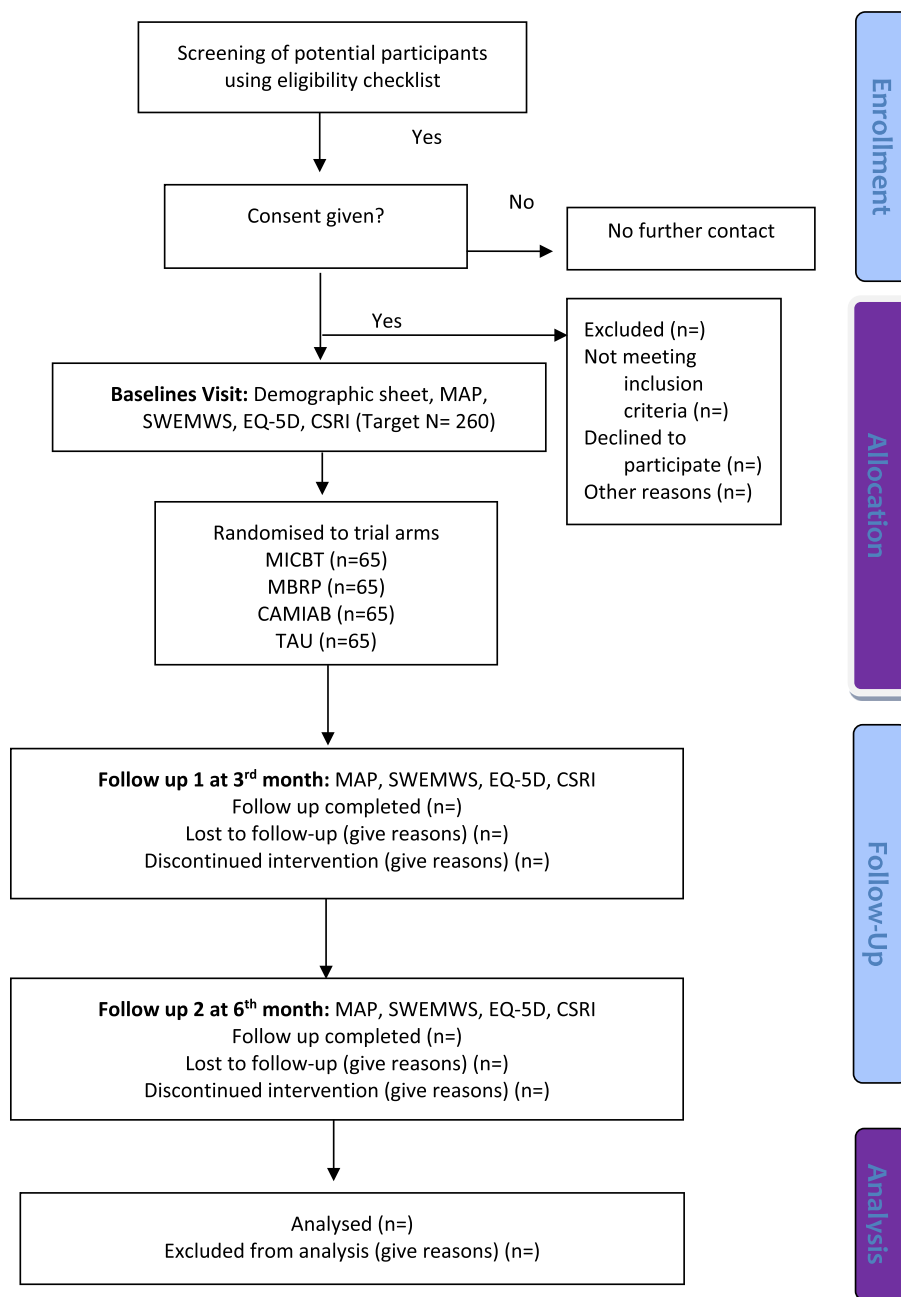 Screening of potential participants
using eligibility checklist
Yes
Consent given?
No
No further contact
Yes
Excluded (n=)
Not meeting
inclusion
criteria (n=)
Declined to
participate (n=)
Other reasons (n=)
Baselines Visit: Demographic sheet, MAP,
SWEMWS, EQ-5D, CSRI (Target N= 260)
Randomised to trial arms
MICBT (n=65)
MBRP (n=65)
CAMIAB (n=65)
TAU (n=65)
Follow up 1 at 3rd month: MAP, SWEMWS, EQ-5D, CSRI
Follow up completed (n=)
Lost to follow-up (give reasons) (n=)
Discontinued intervention (give reasons) (n=)
Follow up 2 at 6th month: MAP, SWEMWS, EQ-5D, CSRI
Follow up completed (n=)
Lost to follow-up (give reasons) (n=)
Discontinued intervention (give reasons) (n=)
Analysed (n=)
Excluded from analysis (give reasons) (n=)
Enrollment
Allocation
Follow-Up
Analysis